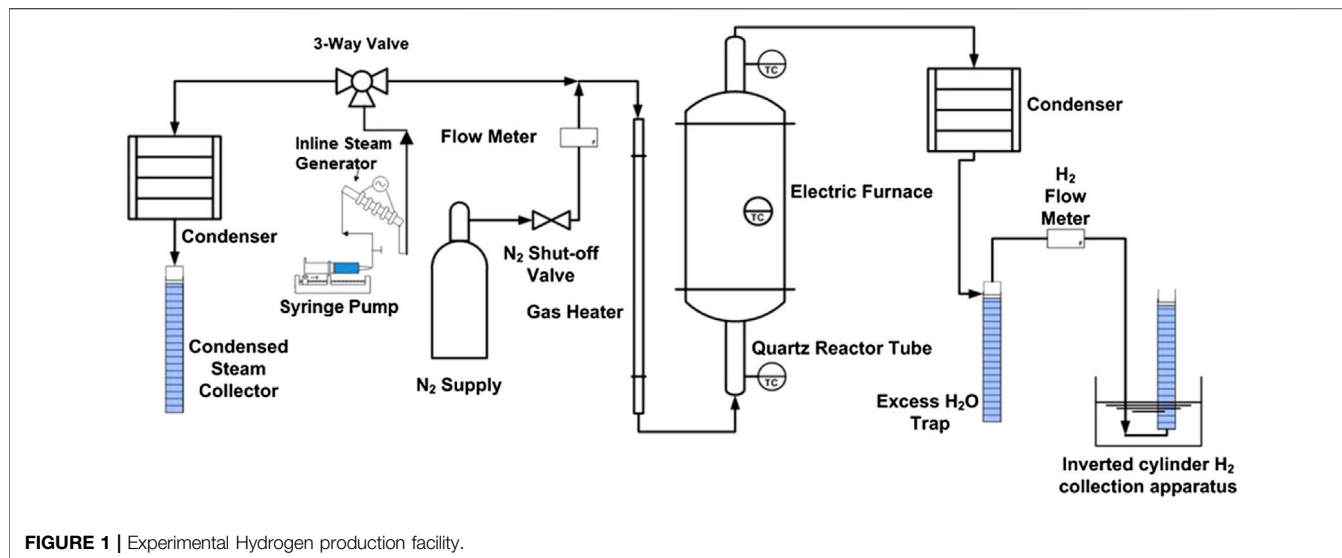 3-Way Valve
Inline Steam
Generator
Flow Meter
Condenser
Syringe Pump
Condensed
Steam
Collector
N₂ Shut-off
Valve
N₂ Supply
Gas Heater
TC
Electric Furnace
TC
Quartz Reactor Tube
TC
Condenser
H₂
Flow
Meter
F
F
Excess H₂O
Trap
Inverted cylinder H₂
collection apparatus
FIGURE 1 | Experimental Hydrogen production facility.